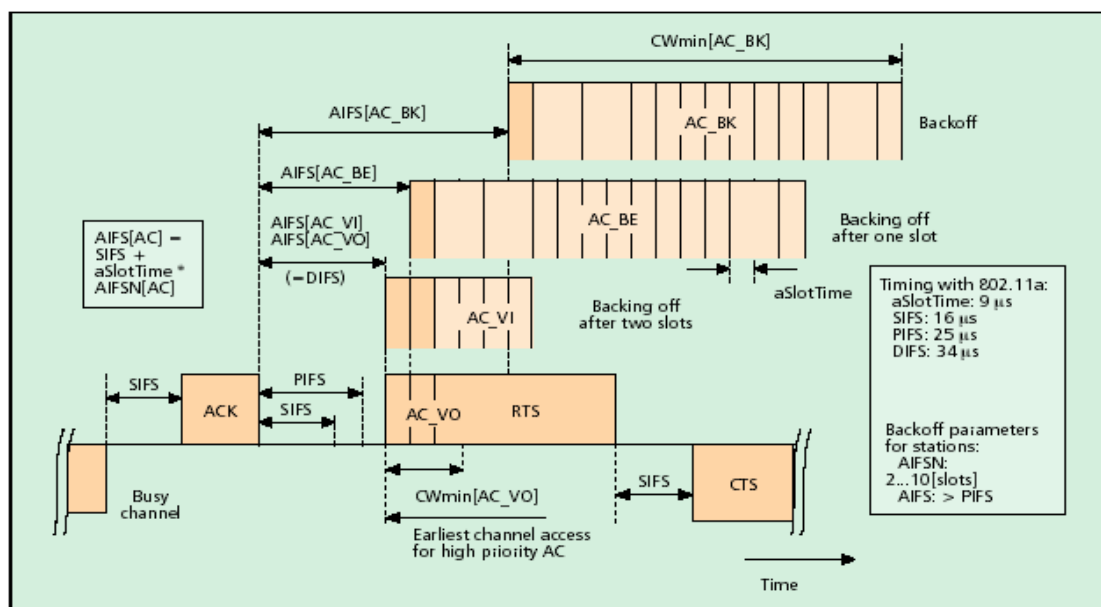 CWmin[AC_BK]
AIFS[AC_BK]
AC_BK
Backoff
AIFS[AC_BE]
AC_BE
Backing off
after one slot
AIFS[AC_VI]
AIFS[AC_VO]
(=DIFS)
AIFS[AC] =
SIFS +
aSlotTime *
AIFSN[AC]
aSlotTime
AC_VI
Backing off
after two slots
Timing with 802.11a:
aSlotTime: 9 μs
SIFS: 16 μs
PIFS: 25 μs
DIFS: 34 μs
Backoff parameters
for stations:
AIFSN:
2...10[slots]
AIFS: > PIFS
SIFS
ACK
PIFS
SIFS
AC_VO
RTS
Busy
channel
CWmin[AC_VO]
SIFS
CTS
Earliest channel access
for high priority AC
Time